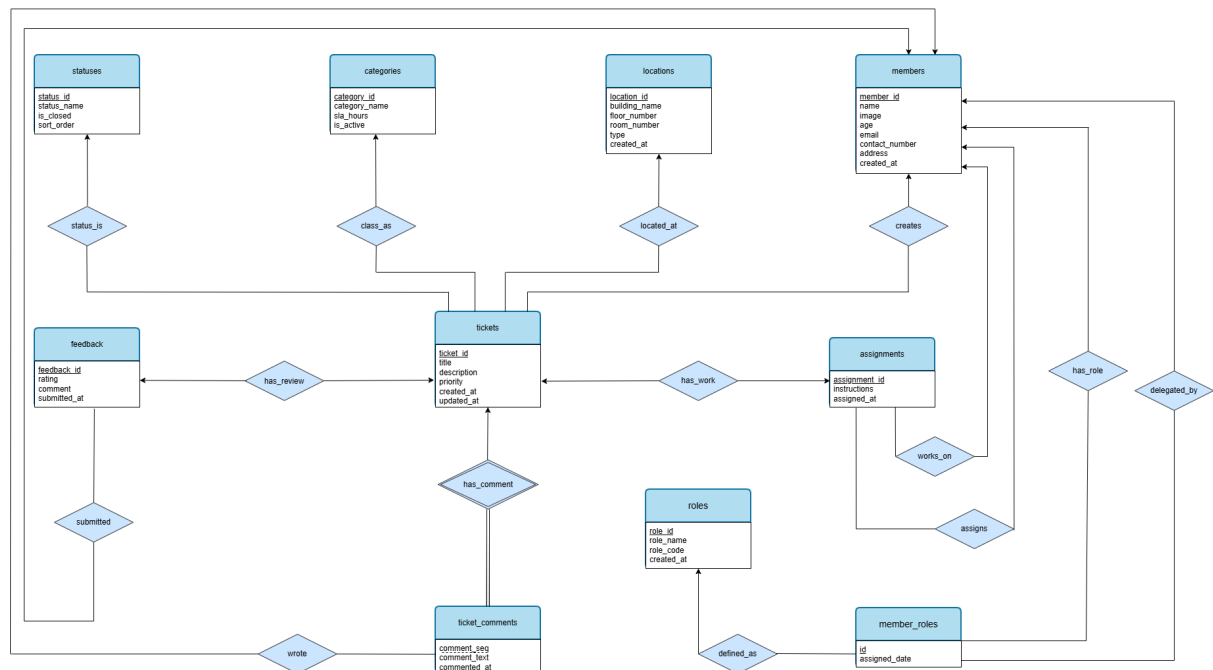 statuses
status_id
status_name
is_closed
sort_order
categories
category_id
category_name
sla_hours
is_active
locations
location_id
building_name
floor_number
room_number
type
created_at
members
member_id
name
image
age
email
contact_number
address
created_at
status_is
class_as
located_at
creates
feedback
feedback_id
rating
comment
submitted_at
has_review
tickets
ticket_id
title
description
priority
created_at
updated_at
has_work
assignments
assignment_id
instructions
assigned_at
has_role
delegated_by
works_on
has_comment
submitted
roles
role_id
role_name
role_code
created_at
assigns
ticket_comments
comment_seq
comment_text
commented_at
wrote
defined_as
member_roles
id
assigned_date